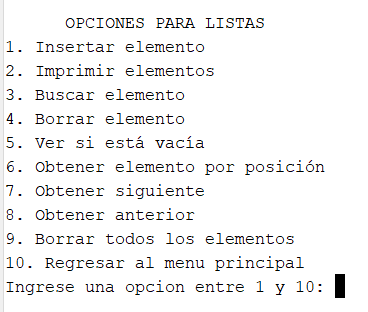 OPCIONES PARA LISTAS
1. Insertar elemento
2. Imprimir elementos
3. Buscar elemento
4. Borrar elemento
5. Ver si está vacía
6. Obtener elemento por posición
7. Obtener siguiente
8. Obtener anterior
9. Borrar todos los elementos
10. Regresar al menu principal
Ingrese una opcion entre 1 y 10: